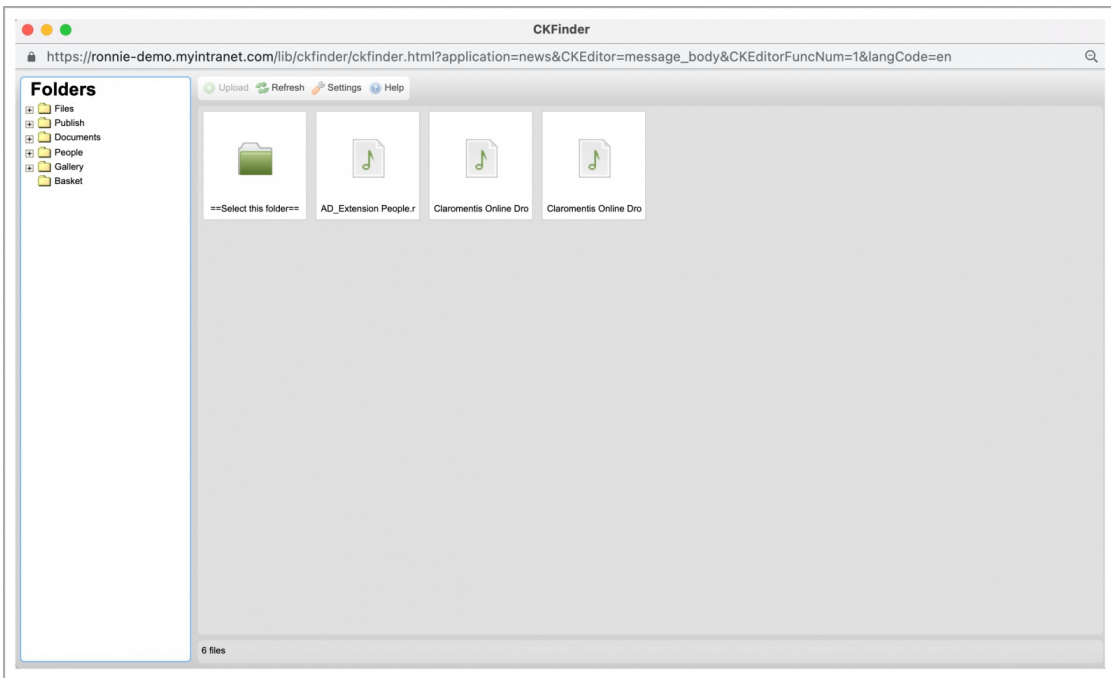 CKFinder
https://ronnie-demo.myintranet.com/lib/ckfinder/ckfinder.html?application=news&CKEditor=message_body&CKEditorFuncNum=1&langCode=en
Folders
Files
Publish
Documents
People
Gallery
Basket
Upload Refresh Settings Help
==Select this folder== AD_Extension People.r Claromentis Online Dro Claromentis Online Dro
6 files